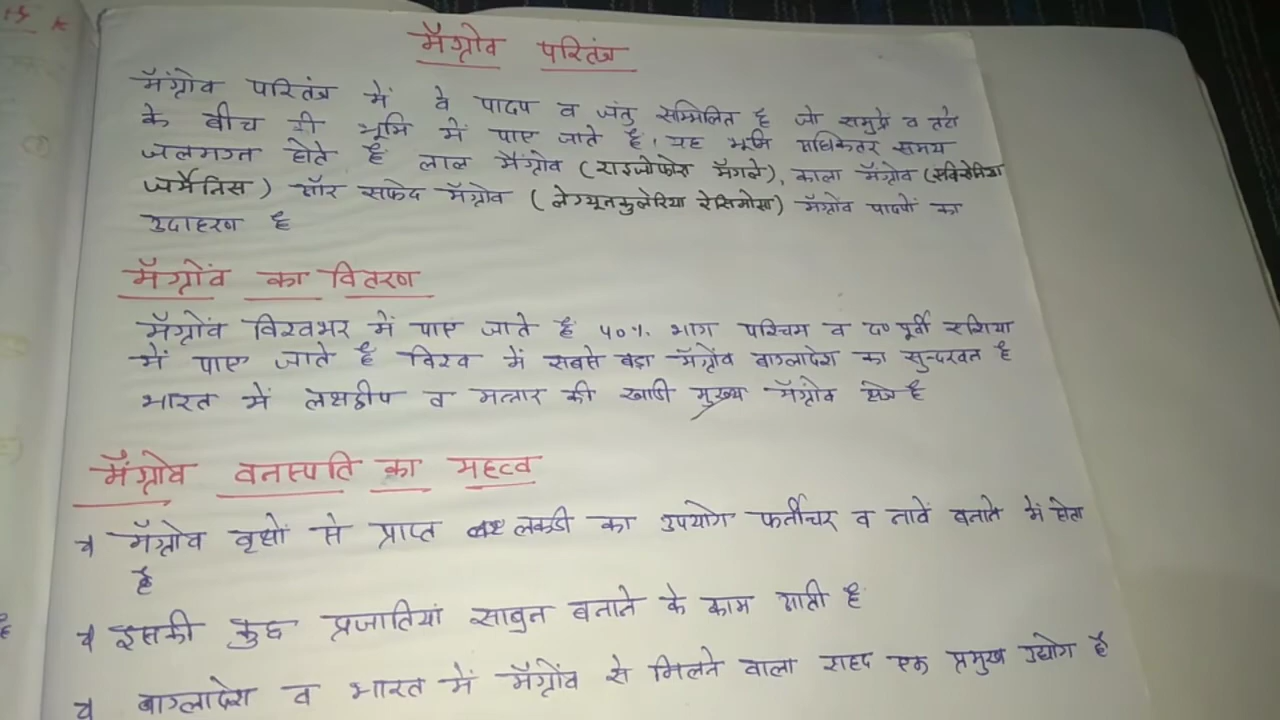 मॅंग्रोव परितंत्र
मॅंग्रोव परितंत्र में वे पादप व जंतु सम्मिलित है जो समुद्रो व तटो
के बीच की भूमि में पाए जाते है। यह भूमि अधिकतर समय
जलमग्न होते है लाल मॅंग्रोव (राइजोफोरा मॅंगले), काला मॅंग्रोव (एविसेनिया
जर्मेनिस) और सफेद मॅंग्रोव (लेग्यूनकुलेरिया रेसिमोसा) मॅंग्रोव पादपों का
उदाहरण है
मॅंग्रोव का वितरण
मॅंग्रोव विश्वभर में पाए जाते है 40% भाग पश्चिम व द० पूर्वी एशिया
में पाए जाते है विश्व में सबसे बड़ा मॅंग्रोव बाग्लादेश का सुन्दरवन है
भारत में लक्षद्वीप व मन्नार की खाडी मुख्य मॅंग्रोव क्षेत्र है
मॅंग्रोव वनस्पति का महत्व
मॅंग्रोव वृक्षों से प्राप्त लकडी का उपयोग फर्नीचर व नावें बनाने में होता
है
इसकी कुछ प्रजातियां साबुन बनाने के काम आती है
बाग्लादेश व भारत में मॅंग्रोव से मिलने वाला शहद एक प्रमुख उद्योग है